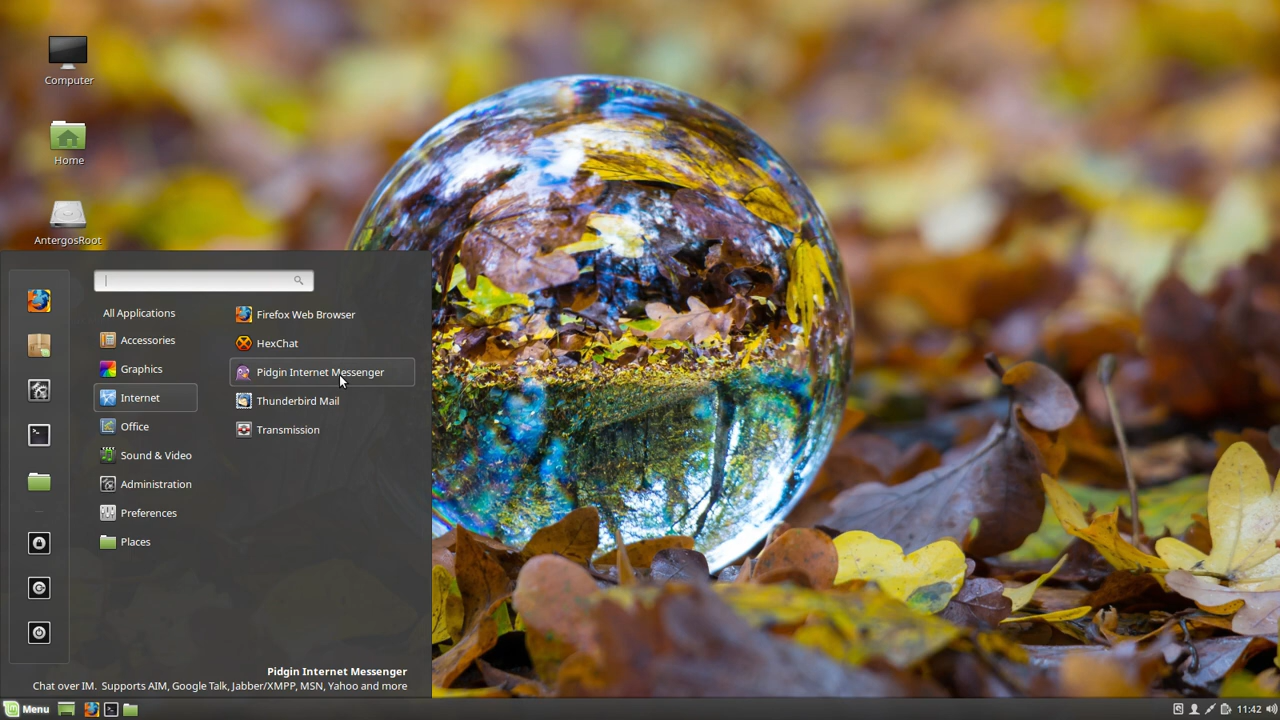 Computer
Home
AntergosRoot
All Applications
Accessories
Graphics
Internet
Office
Sound & Video
Administration
Preferences
Places
Firefox Web Browser
HexChat
Pidgin Internet Messenger
Thunderbird Mail
Transmission
Pidgin Internet Messenger
Chat over IM. Supports AIM, Google Talk, Jabber/XMPP, MSN, Yahoo and more
Menu
11:42